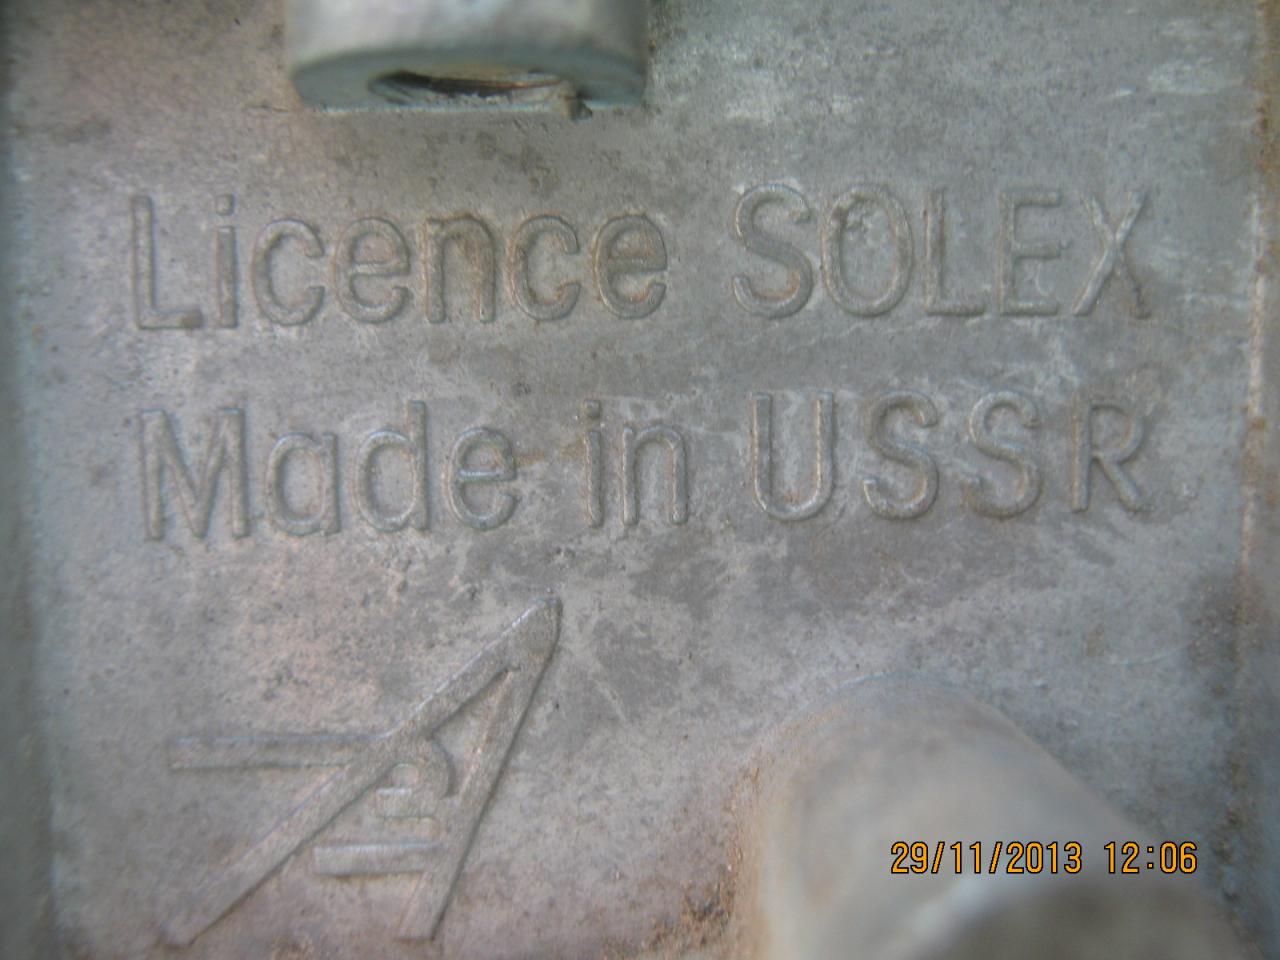 Licence SOLEX
Made in USSR
29/11/2013 12:06